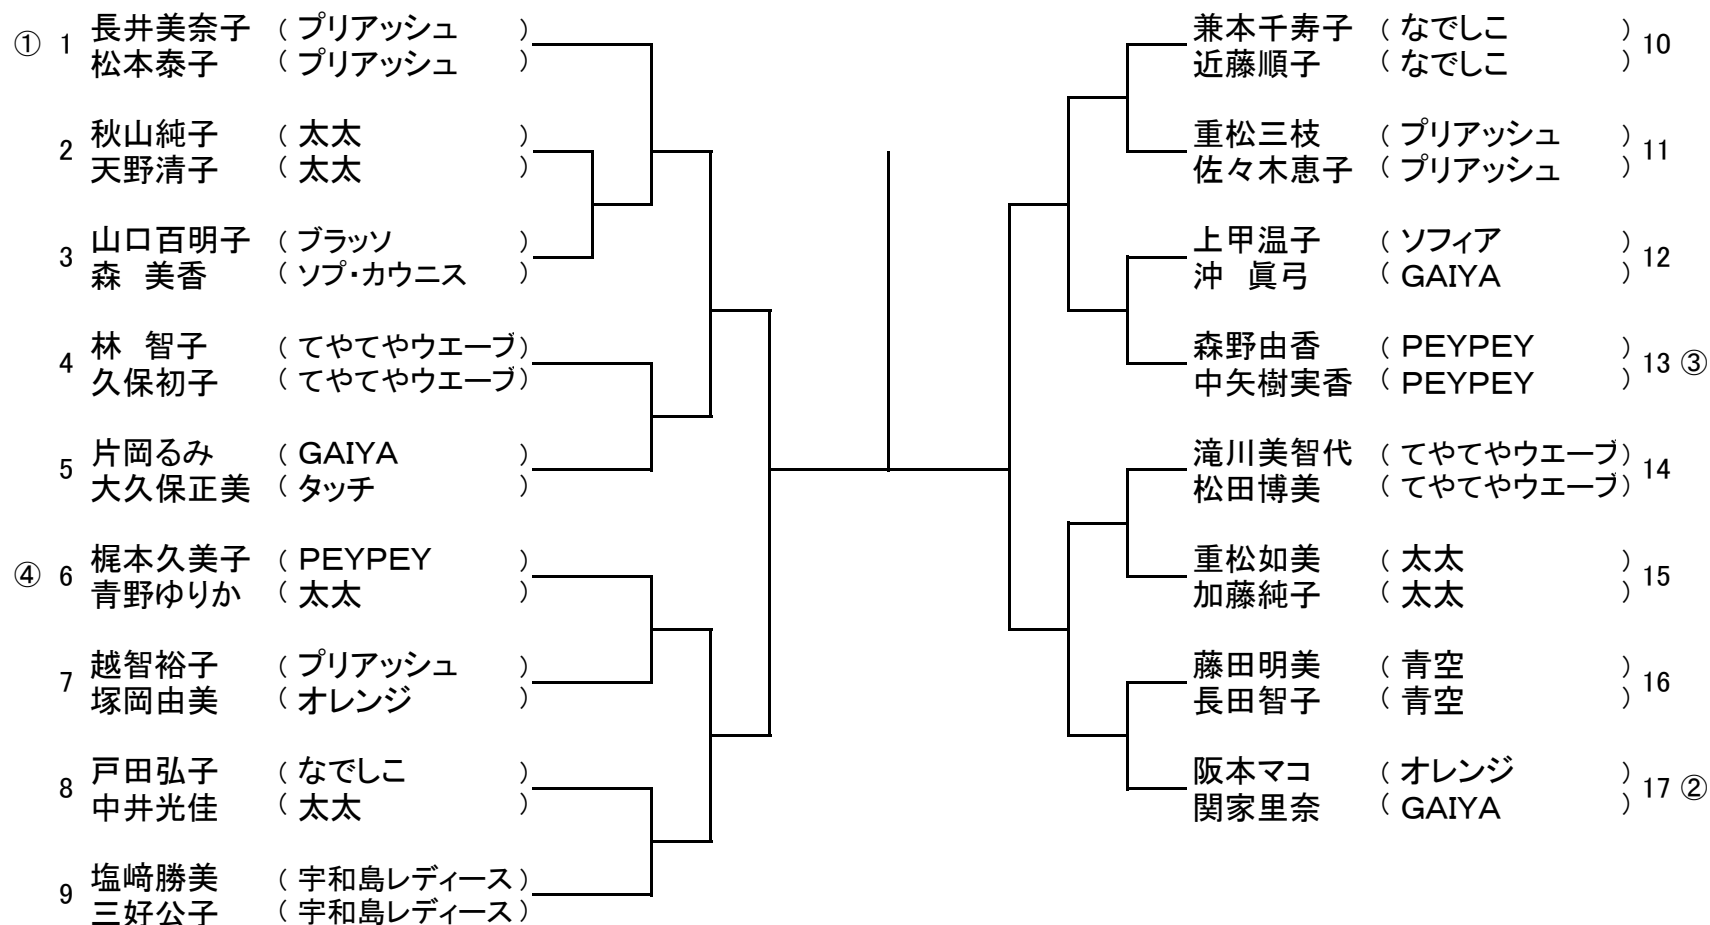 ① 1 長井美奈子 ( プリアッシュ )
松本泰子 ( プリアッシュ )
2 秋山純子 ( 太太 )
天野清子 ( 太太 )
3 山口百明子 ( ブラッソ )
森 美香 ( ソプ・カウニス )
4 林 智子 ( てやてやウエーブ )
久保初子 ( てやてやウエーブ )
5 片岡るみ ( GAIYA )
大久保正美 ( タッチ )
④ 6 梶本久美子 ( PEYPEY )
青野ゆりか ( 太太 )
7 越智裕子 ( プリアッシュ )
塚岡由美 ( オレンジ )
8 戸田弘子 ( なでしこ )
中井光佳 ( 太太 )
9 塩﨑勝美 ( 宇和島レディース )
三好公子 ( 宇和島レディース )
兼本千寿子 ( なでしこ ) 10
近藤順子 ( なでしこ )
重松三枝 ( プリアッシュ ) 11
佐々木恵子 ( プリアッシュ )
上甲温子 ( ソフィア ) 12
沖 眞弓 ( GAIYA )
森野由香 ( PEYPEY ) 13 ③
中矢樹実香 ( PEYPEY )
滝川美智代 ( てやてやウエーブ ) 14
松田博美 ( てやてやウエーブ )
重松如美 ( 太太 ) 15
加藤純子 ( 太太 )
藤田明美 ( 青空 ) 16
長田智子 ( 青空 )
阪本マコ ( オレンジ ) 17 ②
関家里奈 ( GAIYA )